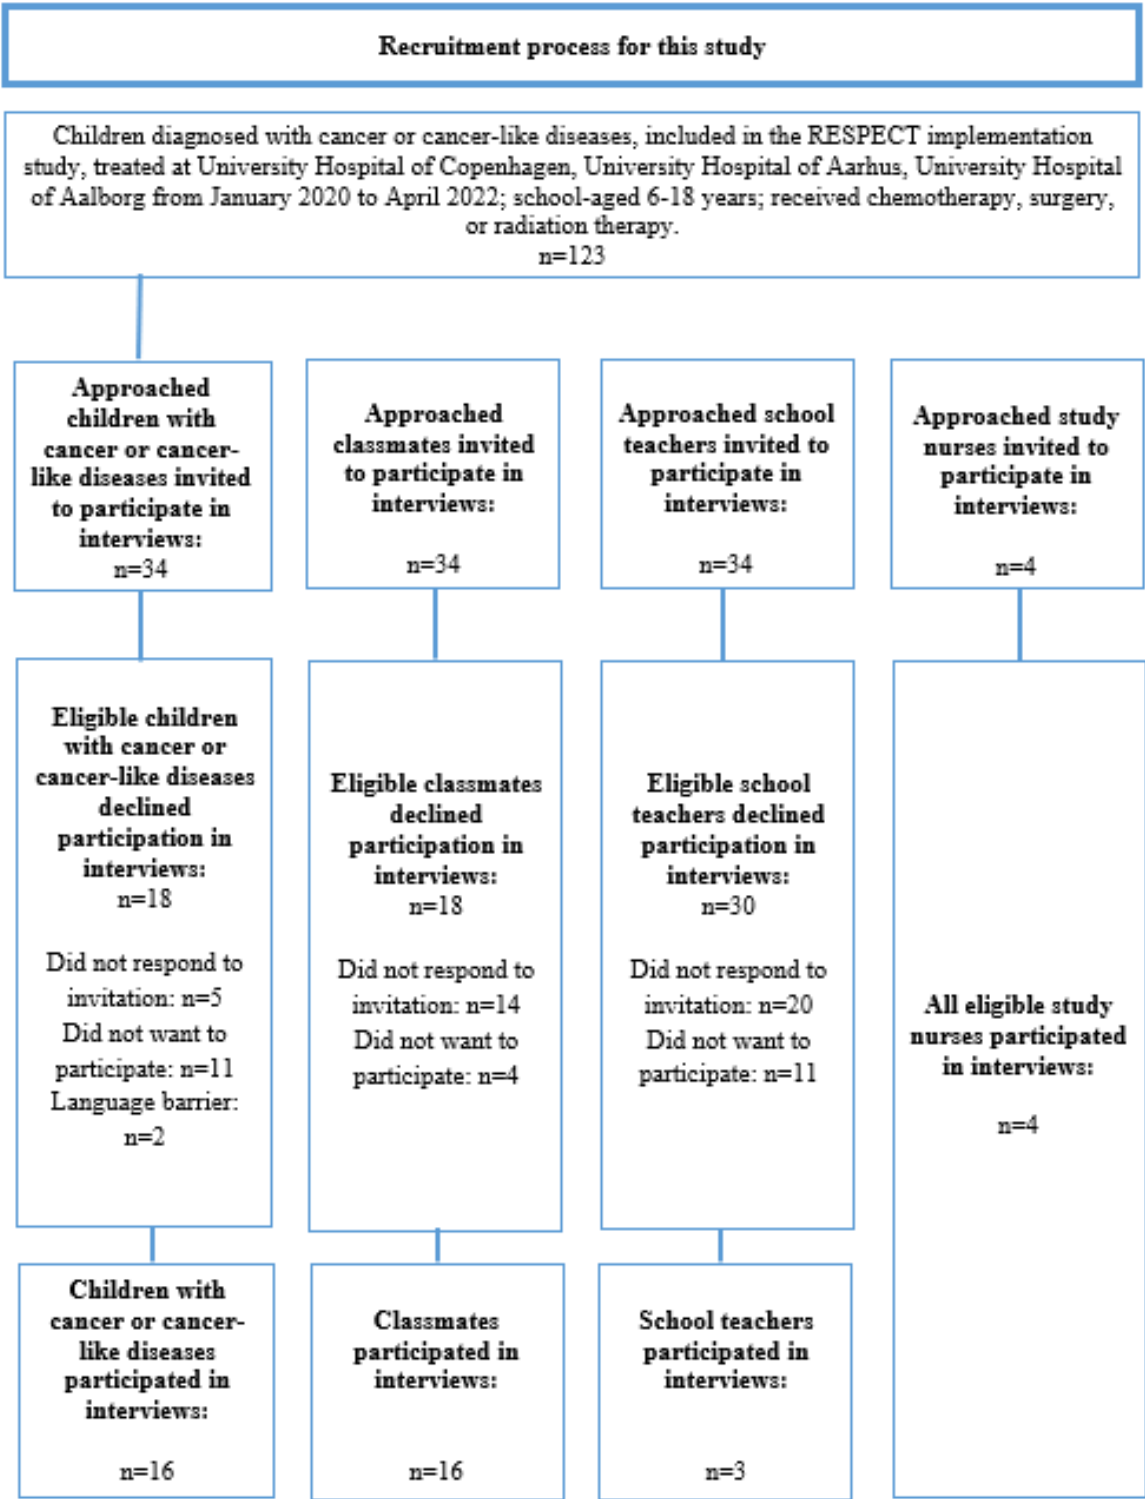 Recruitment process for this study
Children diagnosed with cancer or cancer-like diseases, included in the RESPECT implementation
study, treated at University Hospital of Copenhagen, University Hospital of Aarhus, University Hospital
of Aalborg from January 2020 to April 2022; school-aged 6-18 years; received chemotherapy, surgery,
or radiation therapy.
n=123
Approached
children with
cancer or cancer-
like diseases invited
to participate in
interviews:
n=34
Approached
classmates invited
to participate in
interviews:
n=34
Approached school
teachers invited to
participate in
interviews:
n=34
Approached study
nurses invited to
participate in
interviews:
n=4
Eligible children
with cancer or
cancer-like diseases
declined
participation in
interviews:
n=18
Did not respond to
invitation: n=5
Did not want to
participate: n=11
Language barrier:
n=2
Eligible classmates
declined
participation in
interviews:
n=18
Did not respond to
invitation: n=14
Did not want to
participate: n=4
Eligible school
teachers declined
participation in
interviews:
n=30
Did not respond to
invitation: n=20
Did not want to
participate: n=11
All eligible study
nurses participated
in interviews:
n=4
Children with
cancer or cancer-
like diseases
participated in
interviews:
n=16
Classmates
participated in
interviews:
n=16
School teachers
participated in
interviews:
n=3